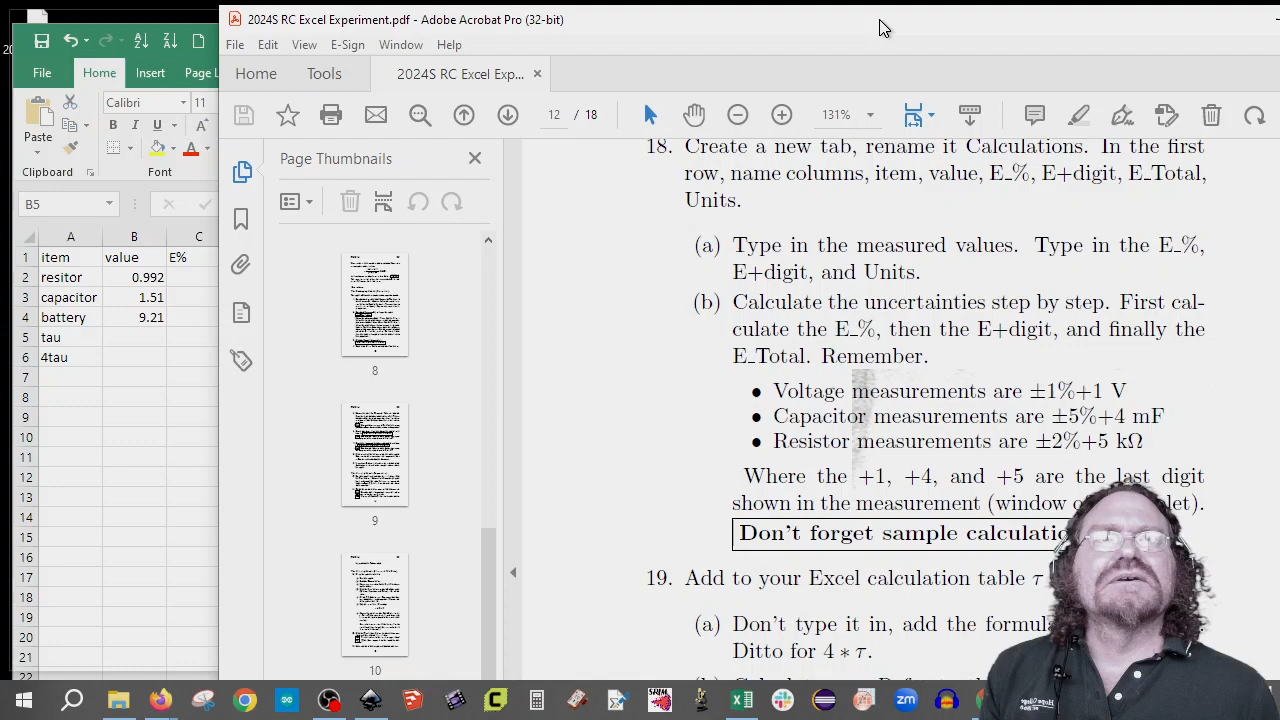 2024S RC Excel Experiment.pdf - Adobe Acrobat Pro (32-bit)
File Edit View E-Sign Window Help
Home Tools 2024S RC Excel Exp...
12 / 18
131%
Page Thumbnails
8
9
10
18. Create a new tab, rename it Calculations. In the first
row, name columns, item, value, E_%, E+digit, E_Total,
Units.
(a) Type in the measured values. Type in the E_%,
E+digit, and Units.
(b) Calculate the uncertainties step by step. First cal-
culate the E_%, then the E+digit, and finally the
E_Total. Remember.
• Voltage measurements are ±1%+1 V
• Capacitor measurements are ±5%+4 mF
• Resistor measurements are ±2%+5 kΩ
Where the +1, +4, and +5 are the last digit
shown in the measurement (window
Don't forget sample
19. Add to your Excel calculation table τ
(a) Don't type it in, add the
Ditto for 4 ∗ τ.
File Home Insert Page L
Paste
Calibri 11
B I U A
Clipboard Font
B5
A B C
1 item value E%
2 resitor 0.992
3 capacitor 1.51
4 battery 9.21
5 tau
6 4tau
7
8
9
10
11
12
13
14
15
16
17
18
19
20
21
22
zm